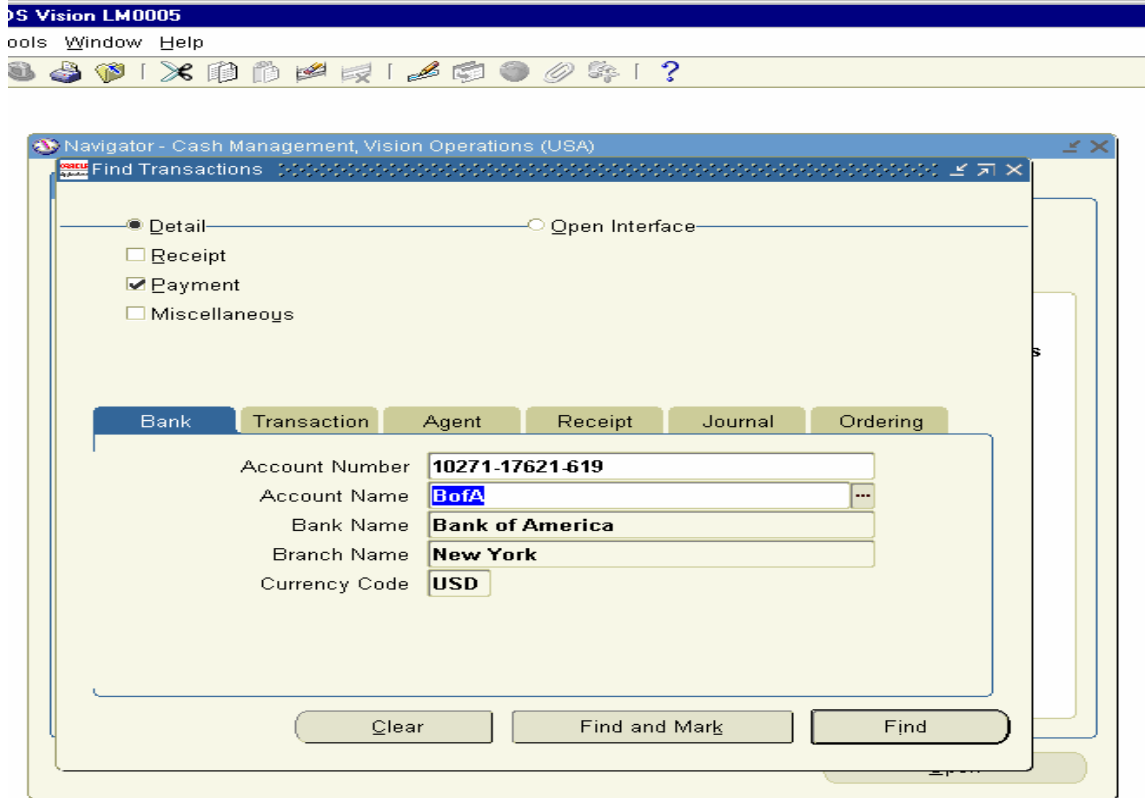 OS Vision LM0005
ools Window Help
Navigator - Cash Management, Vision Operations (USA)
Find Transactions
Detail Open Interface
Receipt
Payment
Miscellaneous
s
Bank Transaction Agent Receipt Journal Ordering
Account Number 10271-17621-619
Account Name BofA ...
Bank Name Bank of America
Branch Name New York
Currency Code USD
Clear Find and Mark Find